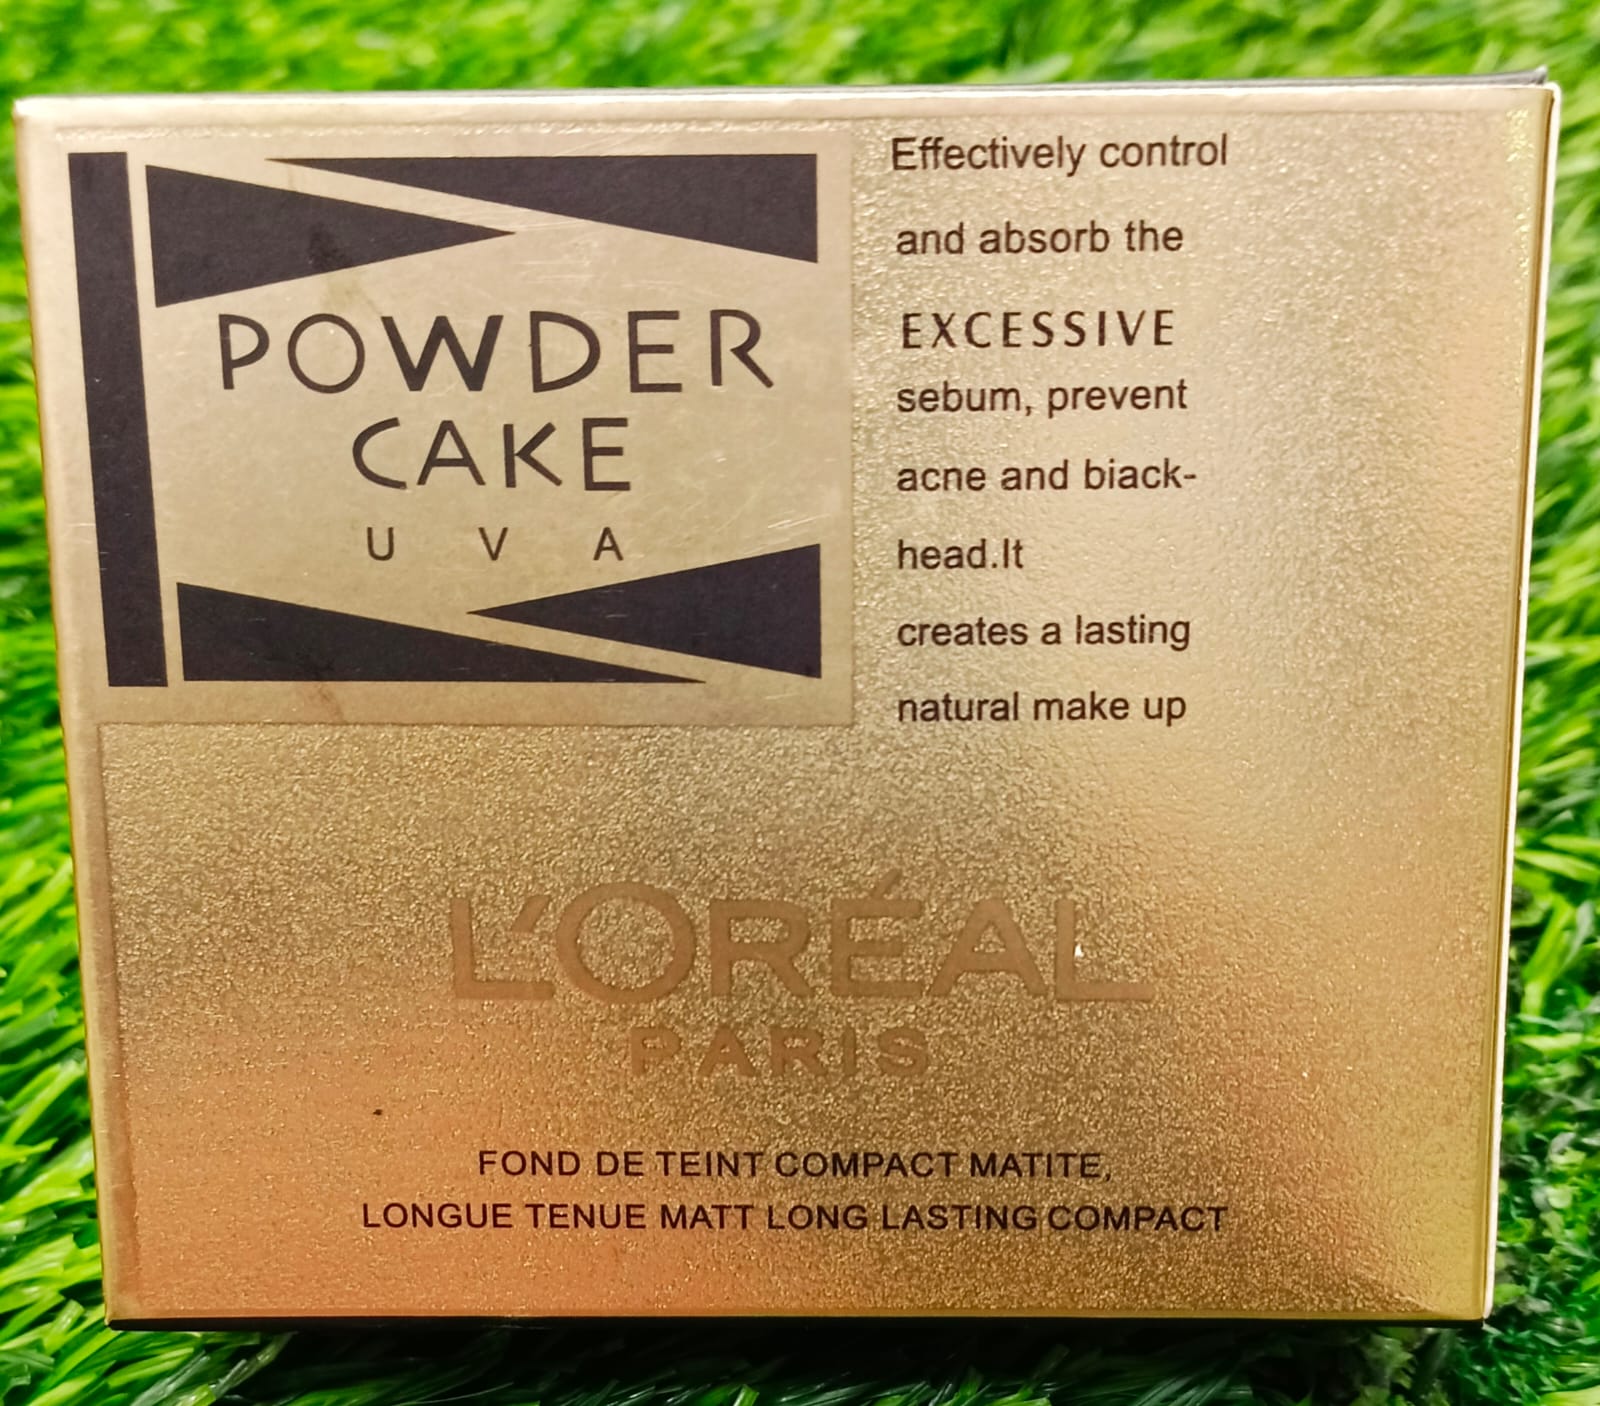 POWDER
CAKE
UVA
Effectively control
and absorb the
EXCESSIVE
sebum, prevent
acne and biack-
head.It
creates a lasting
natural make up
L'ORÉAL
PARIS
FOND DE TEINT COMPACT MATITE,
LONGUE TENUE MATT LONG LASTING COMPACT